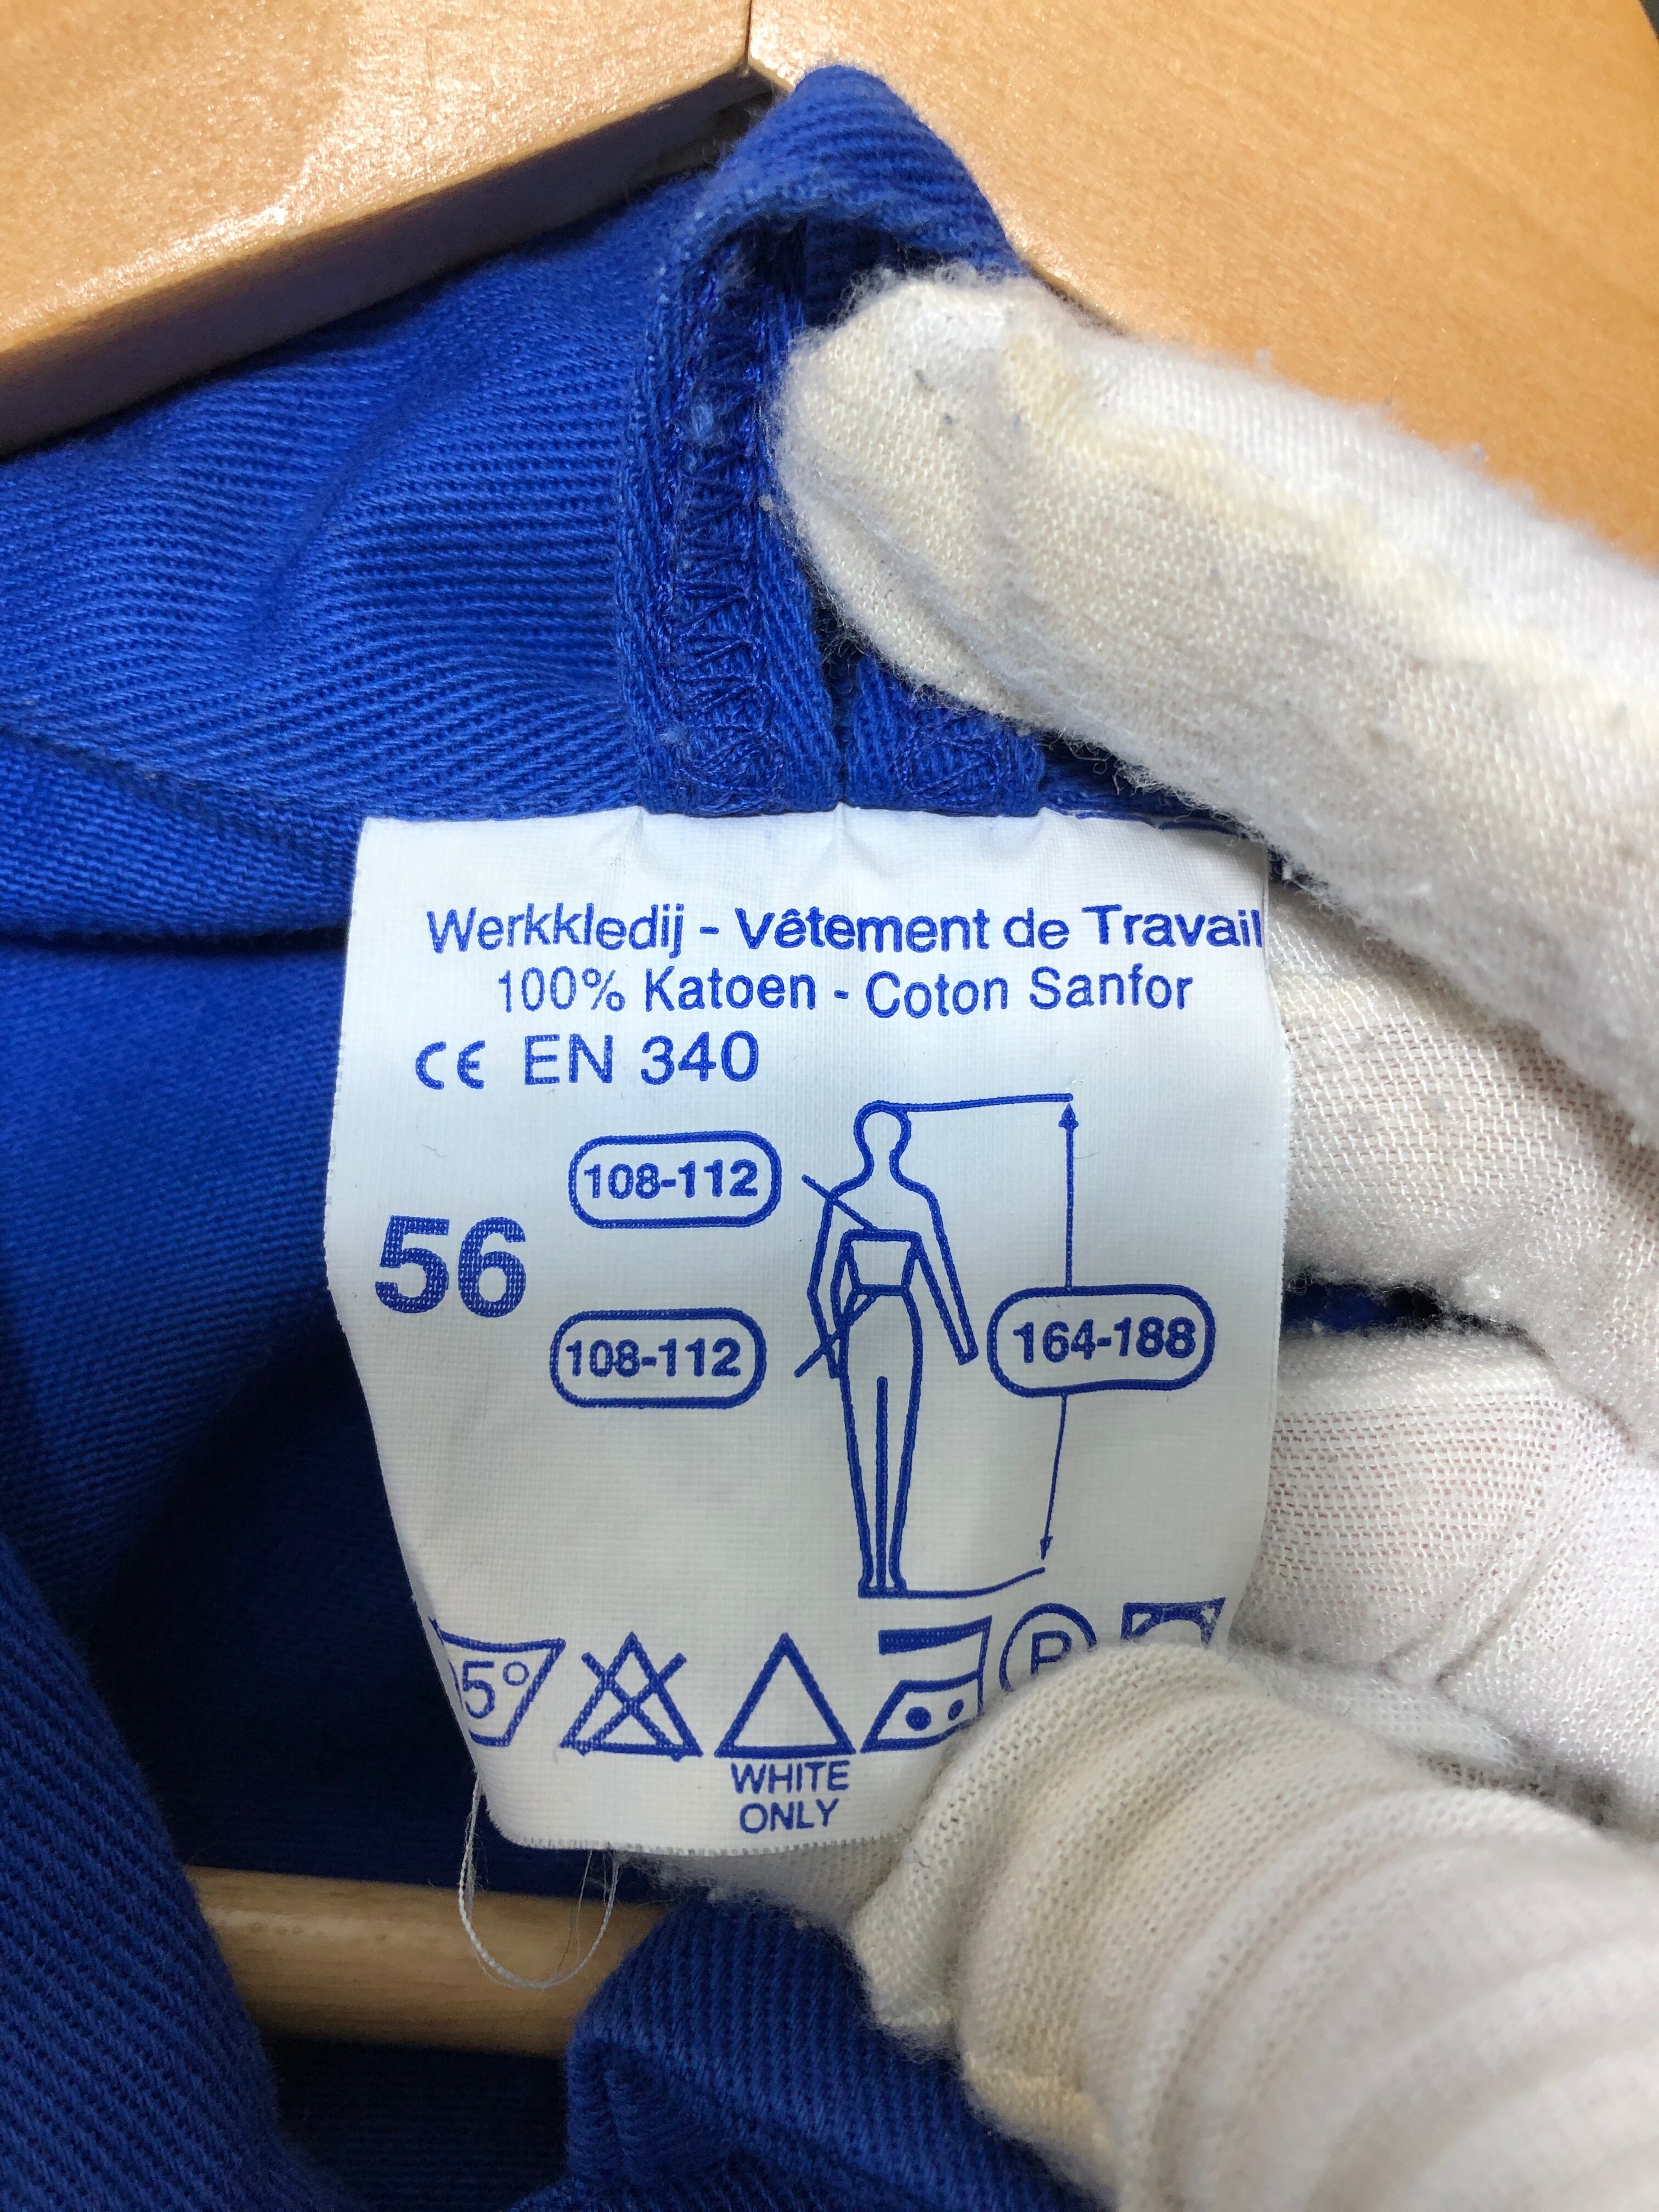 Werkkledij - Vêtement de Travail
100% Katoen - Coton Sanfor
CE EN 340
108-112
56
108-112
164-188
5°
P
WHITE
ONLY